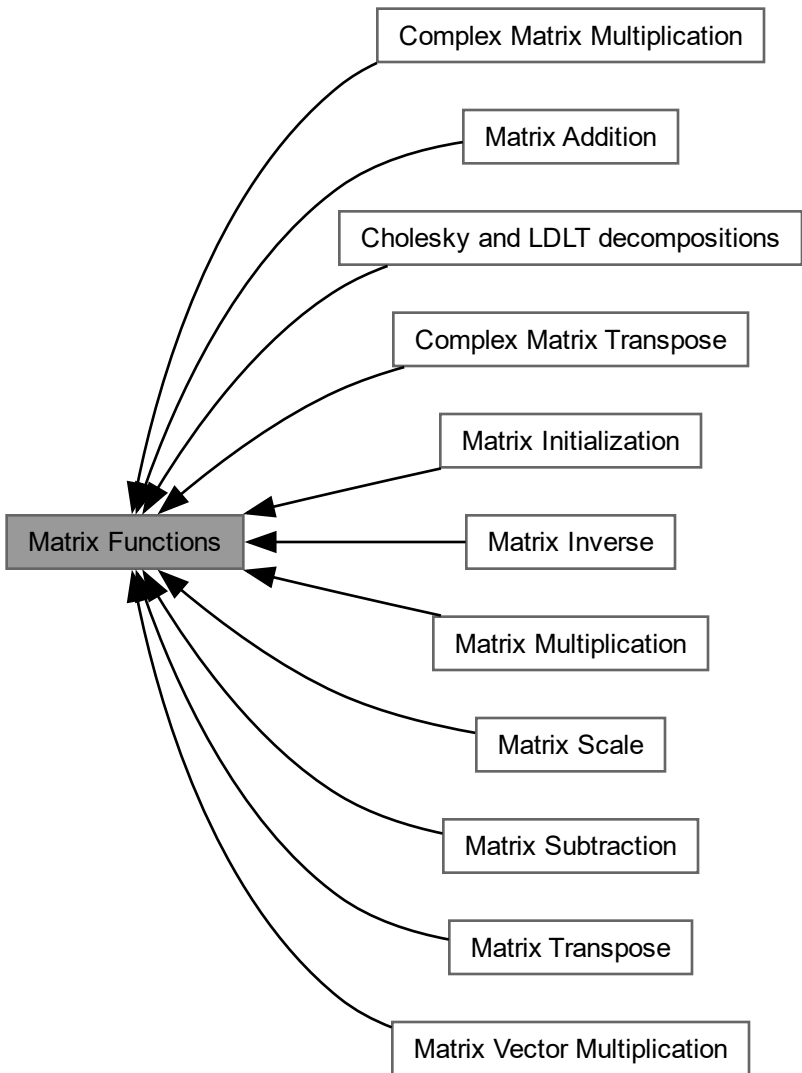 Complex Matrix Multiplication
Matrix Addition
Cholesky and LDLT decompositions
Complex Matrix Transpose
Matrix Initialization
Matrix Functions
Matrix Inverse
Matrix Multiplication
Matrix Scale
Matrix Subtraction
Matrix Transpose
Matrix Vector Multiplication